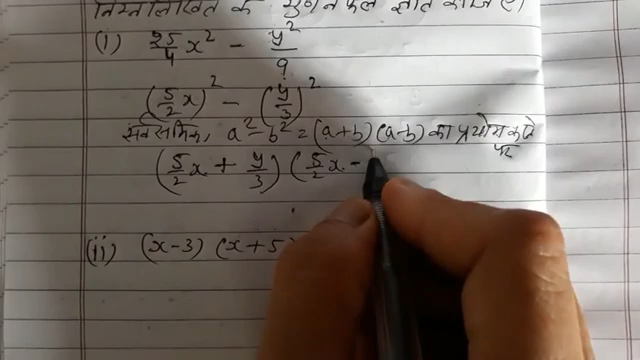 निम्नलिखित के गुणनफल ज्ञात कीजिए।
(i) 25/4 x² - y²/9
(5/2 x)² - (y/3)²
सर्वसमिका, a²-b² = (a+b)(a-b) का प्रयोग करने पर
(5/2 x + y/3) (5/2 x -
(ii) (x-3) (x+5)